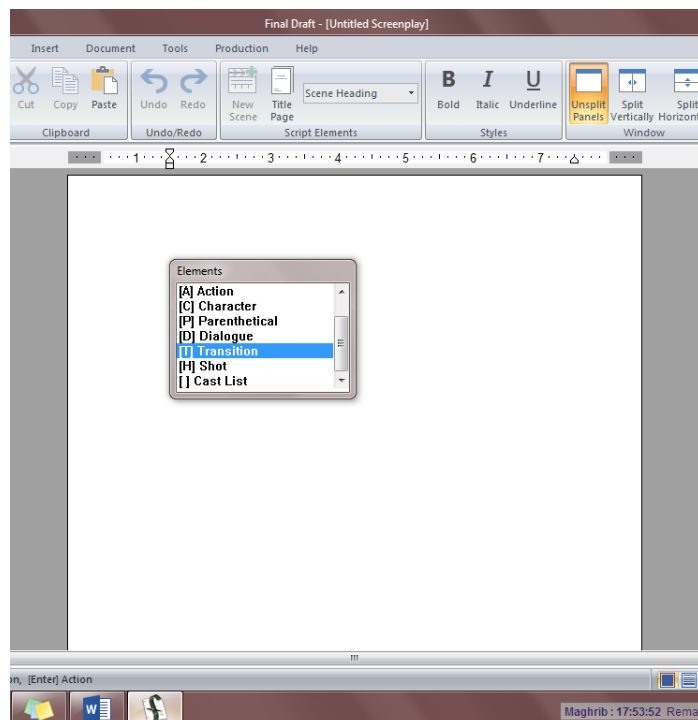 Final Draft - [Untitled Screenplay]
Insert Document Tools Production Help
Cut Copy Paste Undo Redo New Scene Title Page Scene Heading B Bold I Italic U Underline Unsplit Panels Split Vertically Split Horizont
Clipboard Undo/Redo Script Elements Styles Window
1 2 3 4 5 6 7
Elements
[A] Action
[C] Character
[P] Parenthetical
[D] Dialogue
[T] Transition
[H] Shot
[ ] Cast List
on, [Enter] Action
W
Maghrib : 17:53:52 Rema